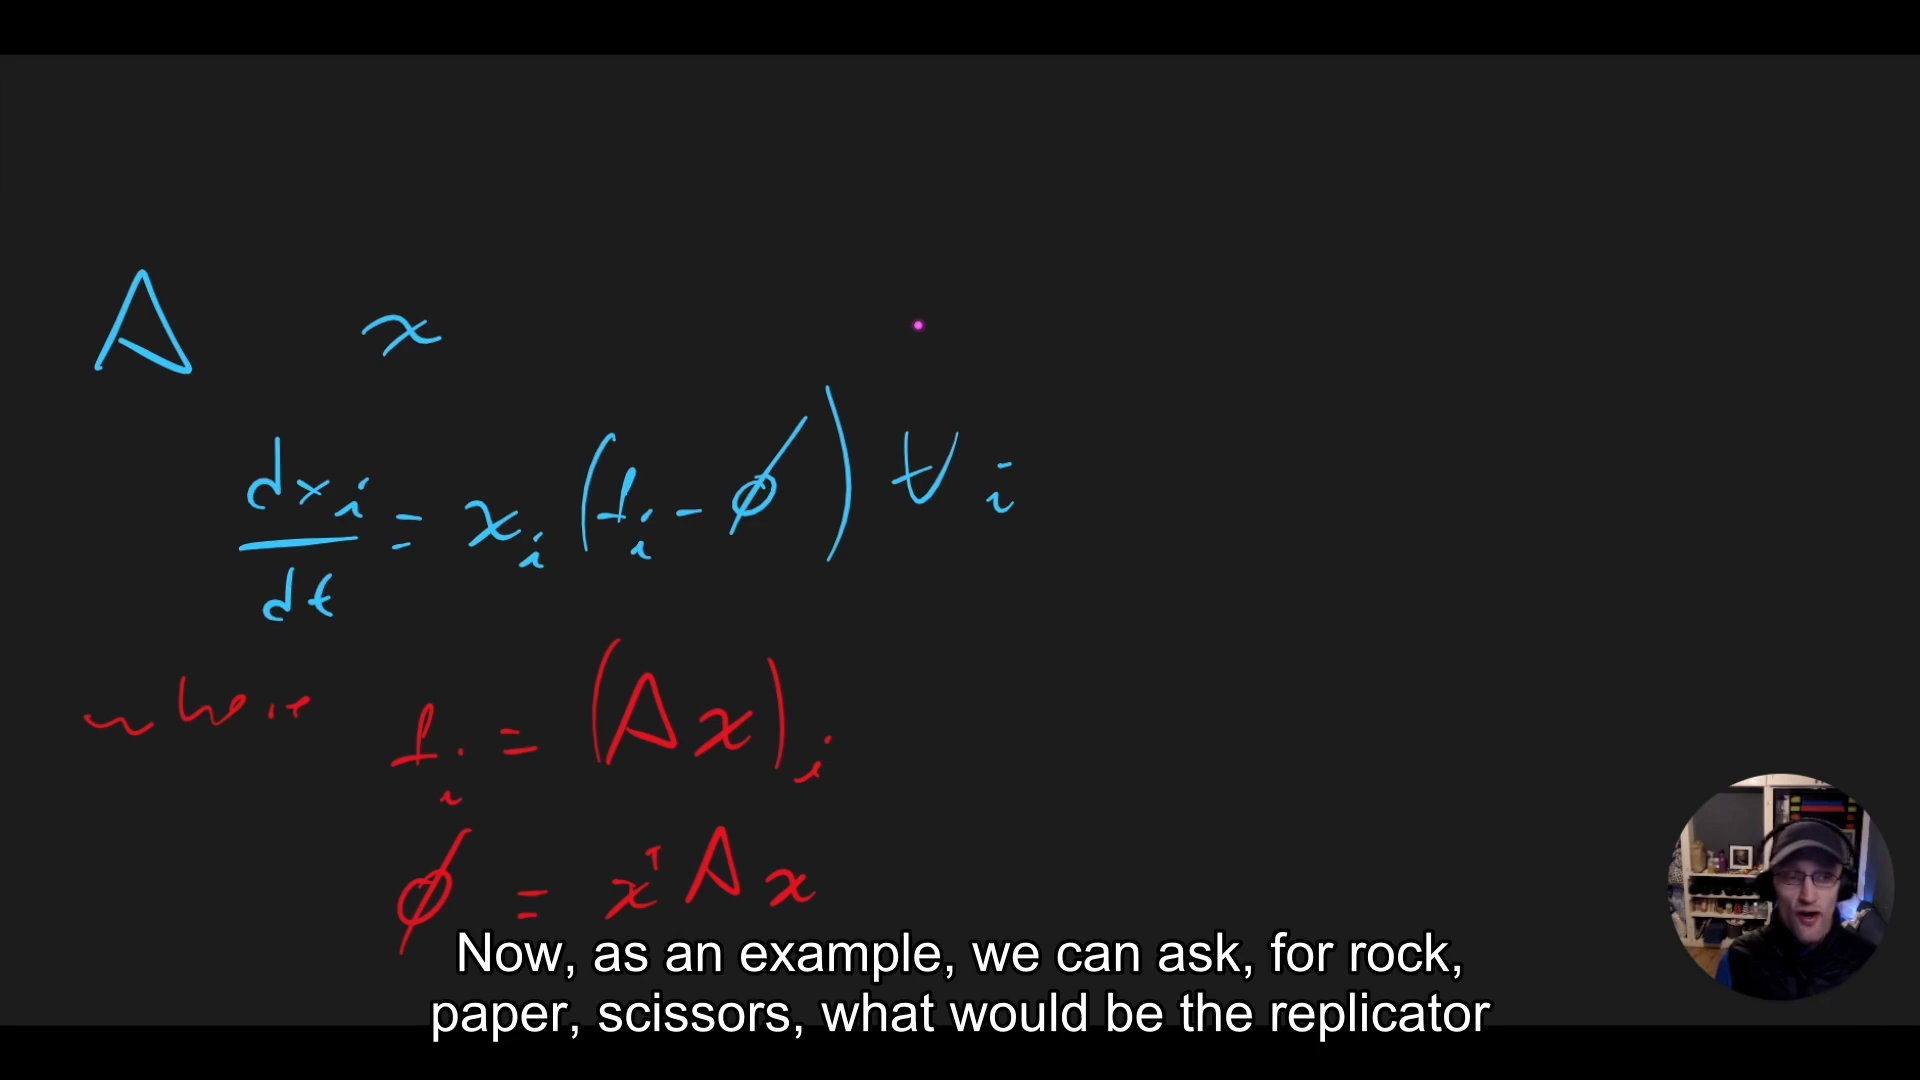 A x
dxi/dt = xi (fi - ϕ) ∀ i
where fi = (Ax)i
ϕ = xᵀAx
Now, as an example, we can ask, for rock,
paper, scissors, what would be the replicator